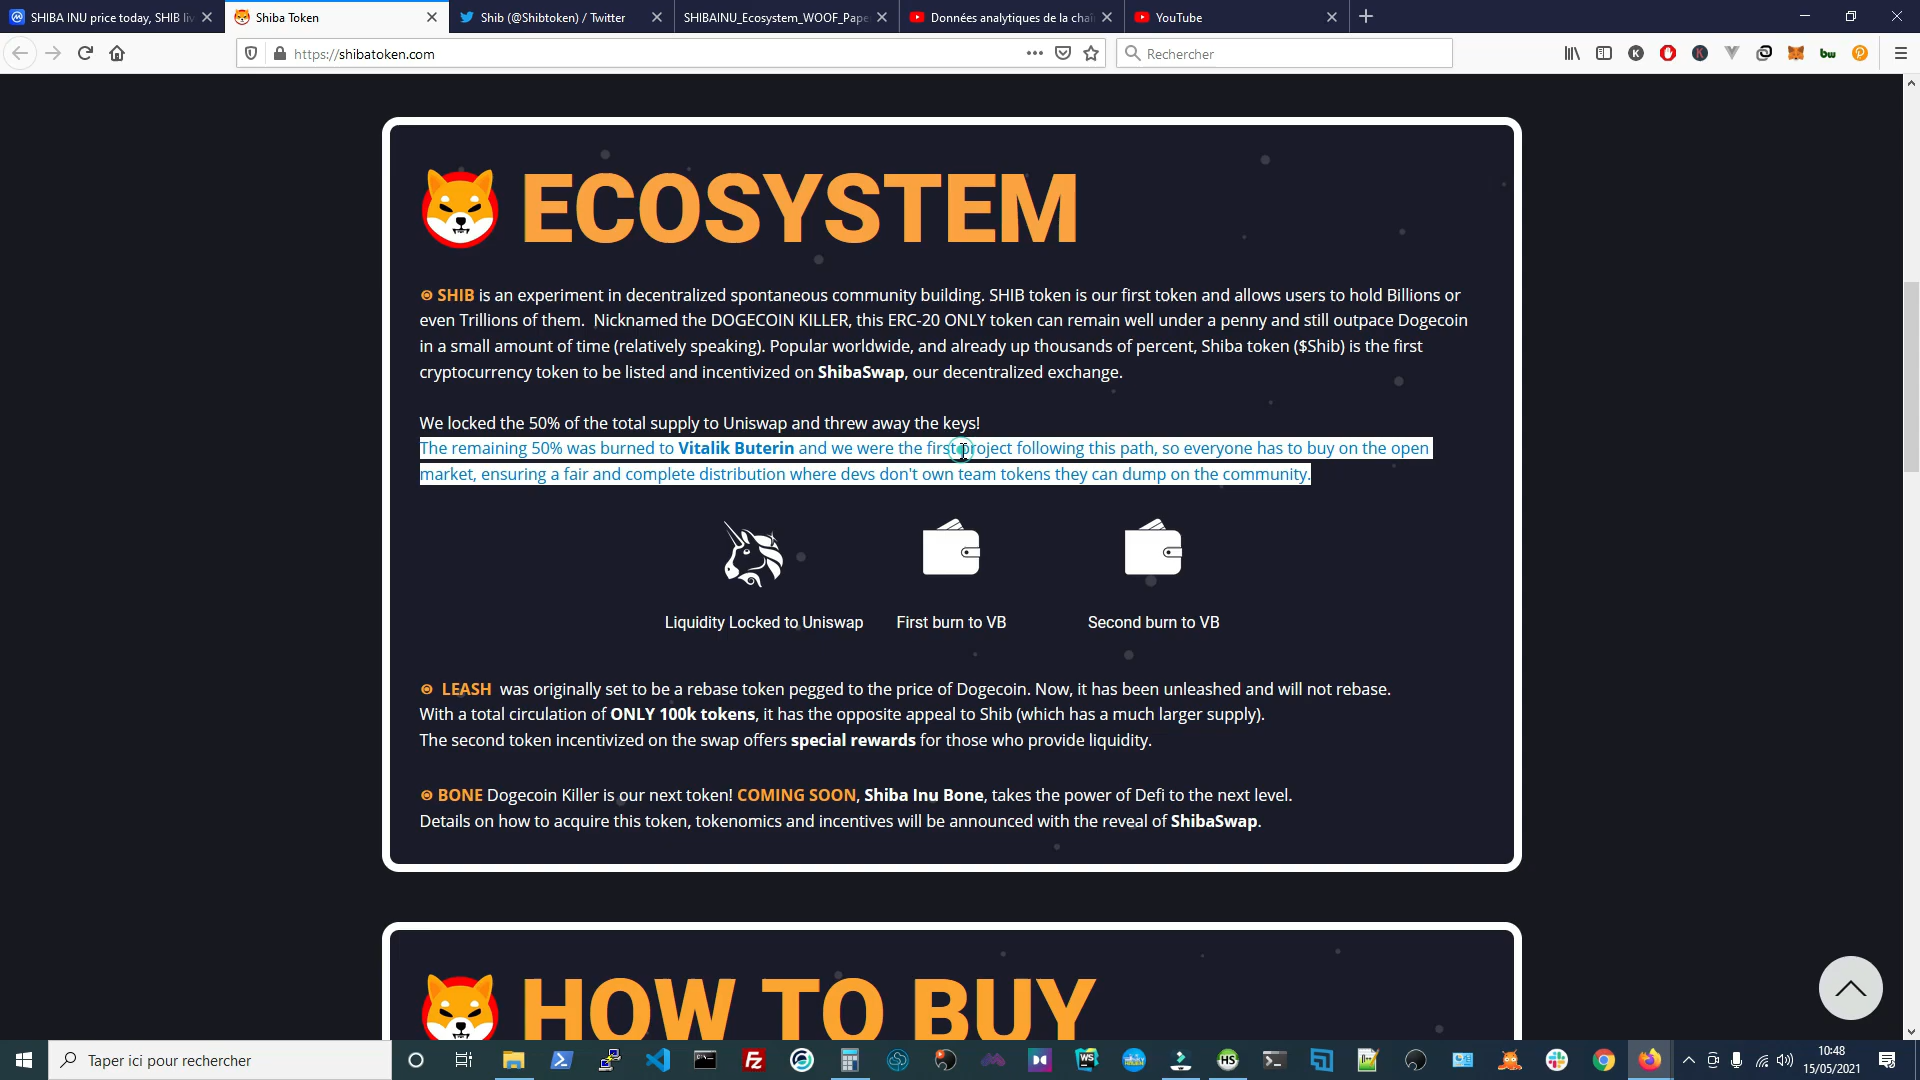 SHIBA INU price today, SHIB liv
Shiba Token
Shib (@Shibtoken) / Twitter
SHIBAINU_Ecosystem_WOOF_Pape
Données analytiques de la chaî
YouTube
https://shibatoken.com
Rechercher
ECOSYSTEM
SHIB is an experiment in decentralized spontaneous community building. SHIB token is our first token and allows users to hold Billions or
even Trillions of them. Nicknamed the DOGECOIN KILLER, this ERC-20 ONLY token can remain well under a penny and still outpace Dogecoin
in a small amount of time (relatively speaking). Popular worldwide, and already up thousands of percent, Shiba token ($Shib) is the first
cryptocurrency token to be listed and incentivized on ShibaSwap, our decentralized exchange.
We locked the 50% of the total supply to Uniswap and threw away the keys!
The remaining 50% was burned to Vitalik Buterin and we were the first project following this path, so everyone has to buy on the open
market, ensuring a fair and complete distribution where devs don't own team tokens they can dump on the community.
Liquidity Locked to Uniswap
First burn to VB
Second burn to VB
LEASH was originally set to be a rebase token pegged to the price of Dogecoin. Now, it has been unleashed and will not rebase.
With a total circulation of ONLY 100k tokens, it has the opposite appeal to Shib (which has a much larger supply).
The second token incentivized on the swap offers special rewards for those who provide liquidity.
BONE Dogecoin Killer is our next token! COMING SOON, Shiba Inu Bone, takes the power of Defi to the next level.
Details on how to acquire this token, tokenomics and incentives will be announced with the reveal of ShibaSwap.
HOW TO BUY
Taper ici pour rechercher
10:48
15/05/2021